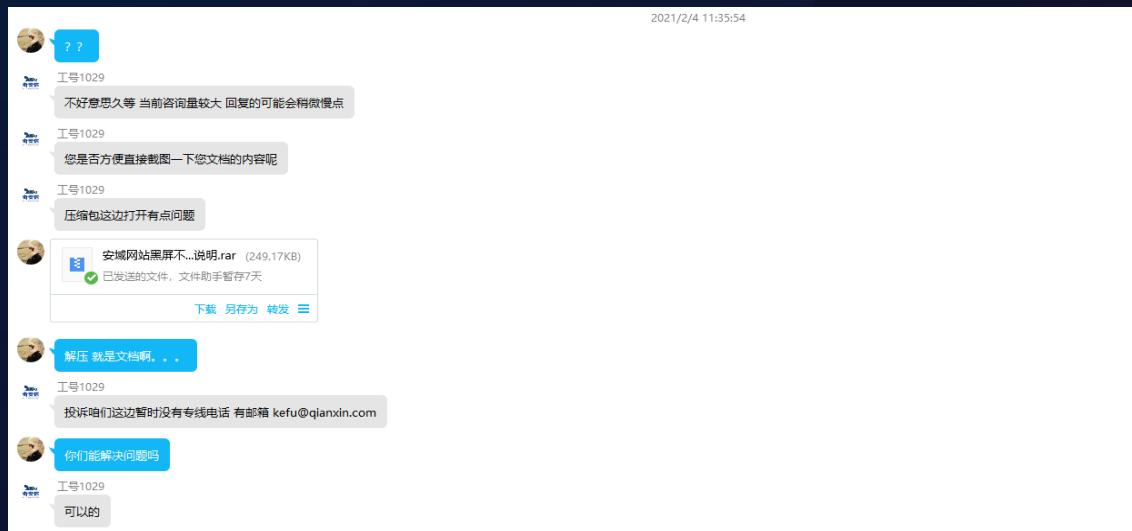 2021/2/4 11:35:54
？？
工号1029
不好意思久等 当前咨询量较大 回复的可能会稍微慢点
工号1029
您是否方便直接截图一下您文档的内容呢
工号1029
压缩包这边打开有点问题
安域网站黑屏不...说明.rar (249.17KB)
已发送的文件，文件助手暂存7天
下载 另存为 转发
解压 就是文档啊。。。
工号1029
投诉咱们这边暂时没有专线电话 有邮箱 kefu@qianxin.com
你们能解决问题吗
工号1029
可以的